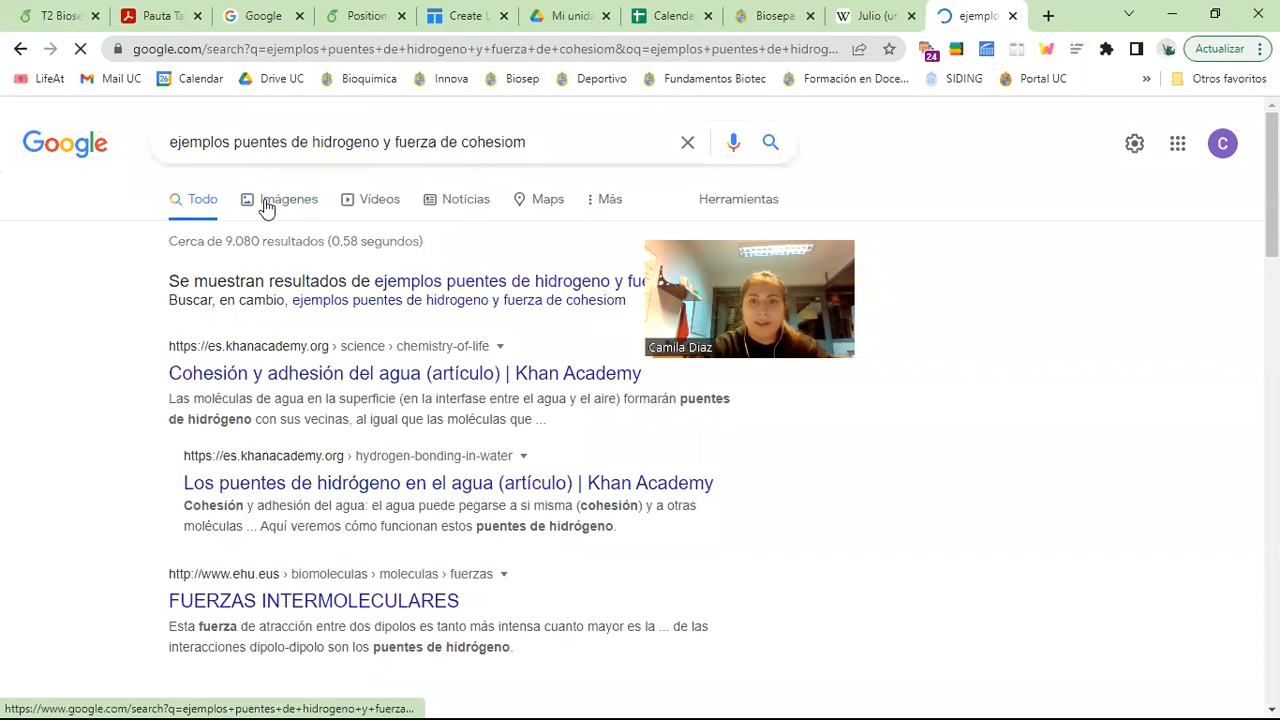 T2 Biose
Pauta Ta
Google
Position
Create L
Mi unida
Calenda
Biosepa
Julio (ur
ejemplo
google.com/search?q=ejemplos+puentes+de+hidrogeno+y+fuerza+de+cohesiom&oq=ejemplos+puentes+de+hidrog...
24
Actualizar
LifeAt
Mail UC
26
Calendar
Drive UC
Bioquímica
Innova
Biosep
Deportivo
Fundamentos Biotec
Formación en Doce...
SIDING
Portal UC
»
Otros favoritos
Google
ejemplos puentes de hidrogeno y fuerza de cohesiom
C
Todo
Imágenes
Vídeos
Noticias
Maps
Más
Herramientas
Cerca de 9.080 resultados (0,58 segundos)
Se muestran resultados de ejemplos puentes de hidrogeno y fue
Buscar, en cambio, ejemplos puentes de hidrogeno y fuerza de cohesiom
Camila Diaz
https://es.khanacademy.org › science › chemistry-of-life
Cohesión y adhesión del agua (artículo) | Khan Academy
Las moléculas de agua en la superficie (en la interfase entre el agua y el aire) formarán puentes
de hidrógeno con sus vecinas, al igual que las moléculas que ...
https://es.khanacademy.org › hydrogen-bonding-in-water
Los puentes de hidrógeno en el agua (artículo) | Khan Academy
Cohesión y adhesión del agua: el agua puede pegarse a si misma (cohesión) y a otras
moléculas ... Aquí veremos cómo funcionan estos puentes de hidrógeno.
http://www.ehu.eus › biomoleculas › moleculas › fuerzas
FUERZAS INTERMOLECULARES
Esta fuerza de atracción entre dos dipolos es tanto más intensa cuanto mayor es la ... de las
interacciones dipolo-dipolo son los puentes de hidrógeno.
https://www.google.com/search?q=ejemplos+puentes+de+hidrogeno+y+fuerza...